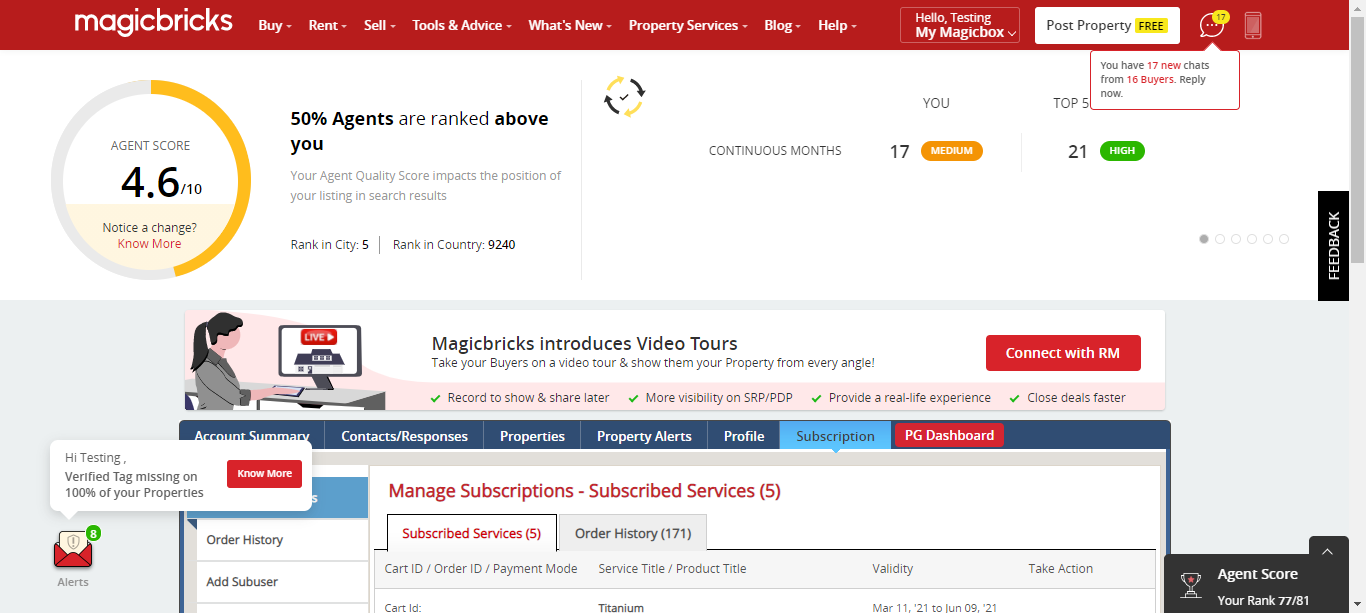 magicbricks
Buy Rent Sell Tools & Advice What's New Property Services Blog Help
Hello, Testing
My Magicbox
Post Property FREE
17
You have 17 new chats
from 16 Buyers. Reply
now.
AGENT SCORE
4.6/10
Notice a change?
Know More
50% Agents are ranked above
you
Your Agent Quality Score impacts the position of
your listing in search results
Rank in City: 5 Rank in Country: 9240
YOU TOP 5
CONTINUOUS MONTHS 17 MEDIUM 21 HIGH
FEEDBACK
LIVE
Magicbricks introduces Video Tours
Take your Buyers on a video tour & show them your Property from every angle!
Connect with RM
Record to show & share later More visibility on SRP/PDP Provide a real-life experience Close deals faster
Account Summary Contacts/Responses Properties Property Alerts Profile Subscription PG Dashboard
Hi Testing ,
Verified Tag missing on
100% of your Properties
Know More
s
8
Alerts
Order History
Add Subuser
Manage Subscriptions - Subscribed Services (5)
Subscribed Services (5) Order History (171)
Cart ID / Order ID / Payment Mode Service Title / Product Title Validity Take Action
Cart Id: Titanium Mar 11, '21 to Jun 09, '21
Agent Score
Your Rank 77/81